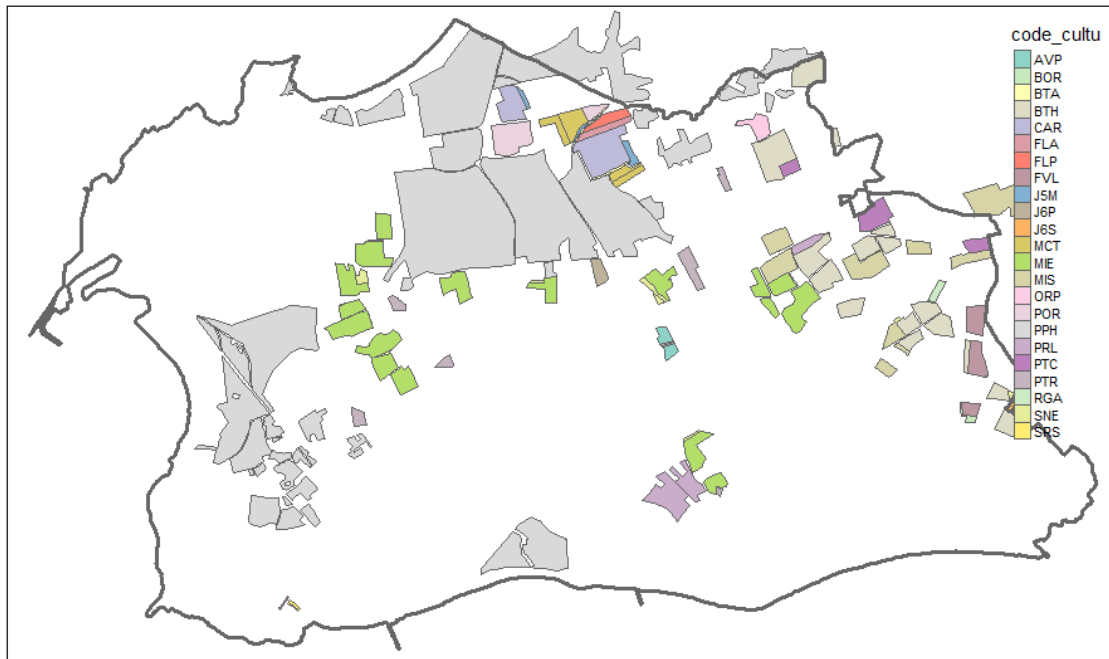 code_cultu
AVP
BOR
BTA
BTH
CAR
FLA
FLP
FVL
J5M
J6P
J6S
MCT
MIE
MIS
ORP
POR
PPH
PRL
PTC
PTR
RGA
SNE
SRS